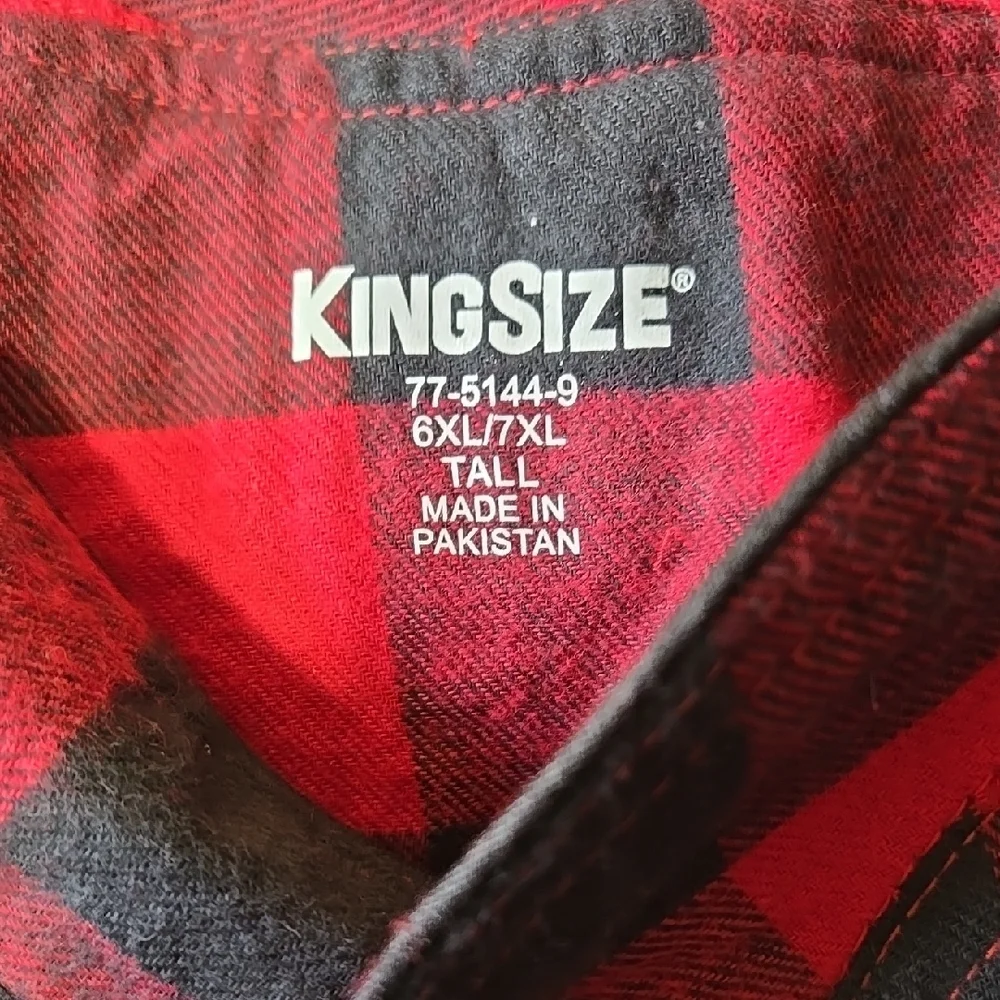 KINGSIZE®
77-5144-9
6XL/7XL
TALL
MADE IN
PAKISTAN